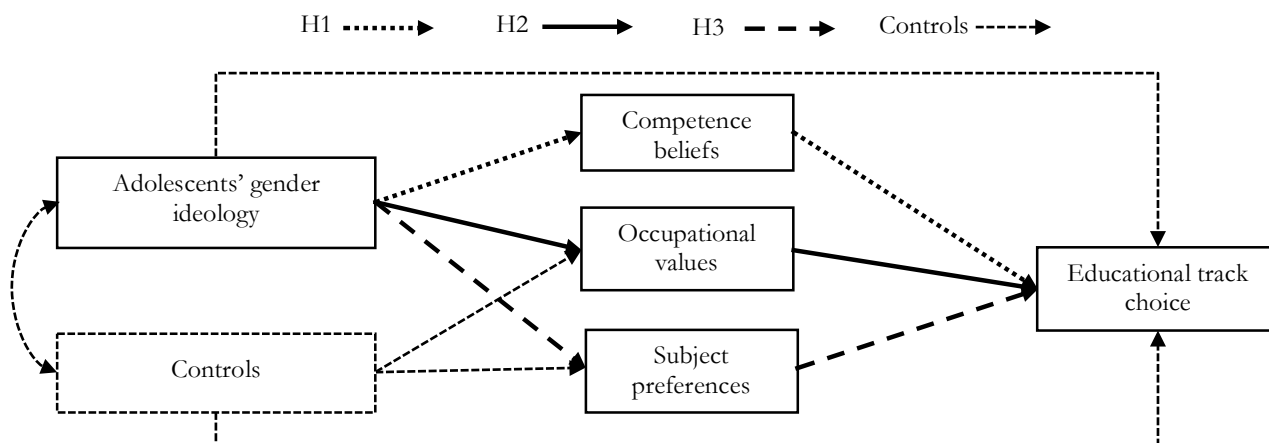 H1 H2 H3 Controls
Competence
beliefs
Adolescents’ gender
ideology
Occupational
values
Educational track
choice
Controls
Subject
preferences